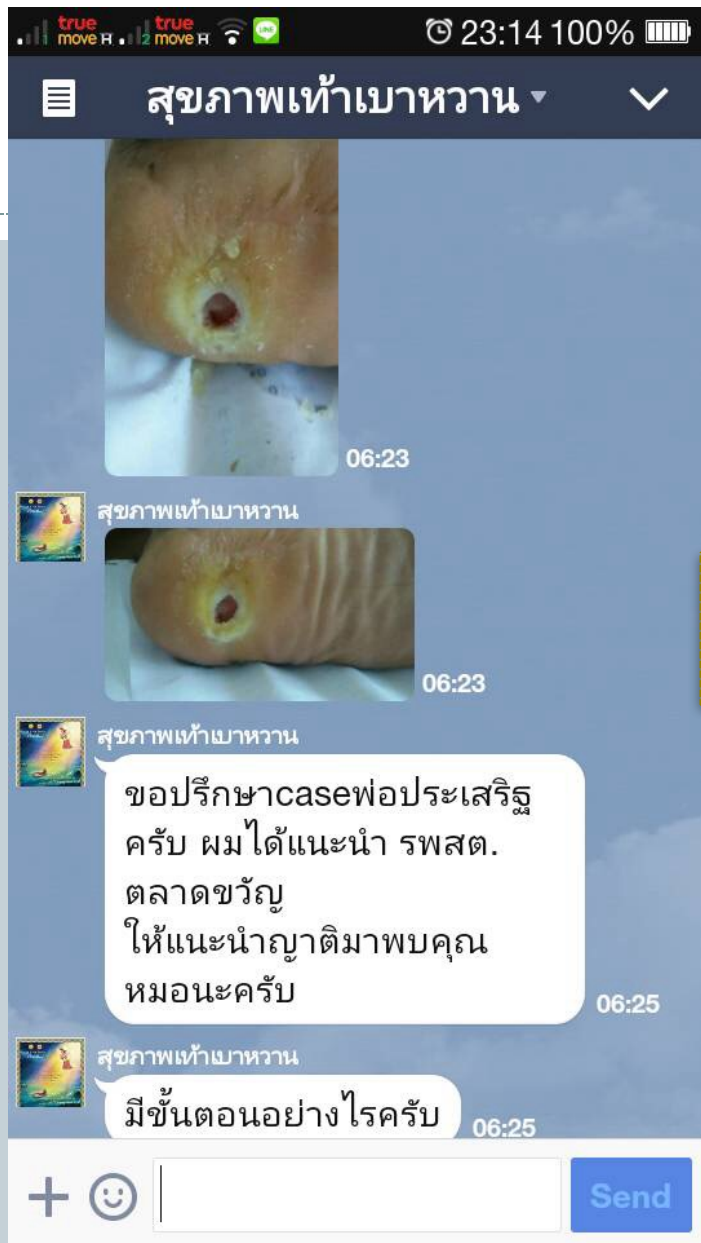 true move H true move H LINE 23:14 100%
สุขภาพเท้าเบาหวาน
06:23
สุขภาพเท้าเบาหวาน
06:23
สุขภาพเท้าเบาหวาน
ขอปรึกษาcaseพ่อประเสริฐ
ครับ ผมได้แนะนำ รพสต.
ตลาดขวัญ
ให้แนะนำญาติมาพบคุณ
หมอนะครับ
06:25
สุขภาพเท้าเบาหวาน
มีขั้นตอนอย่างไรครับ
06:25
Send